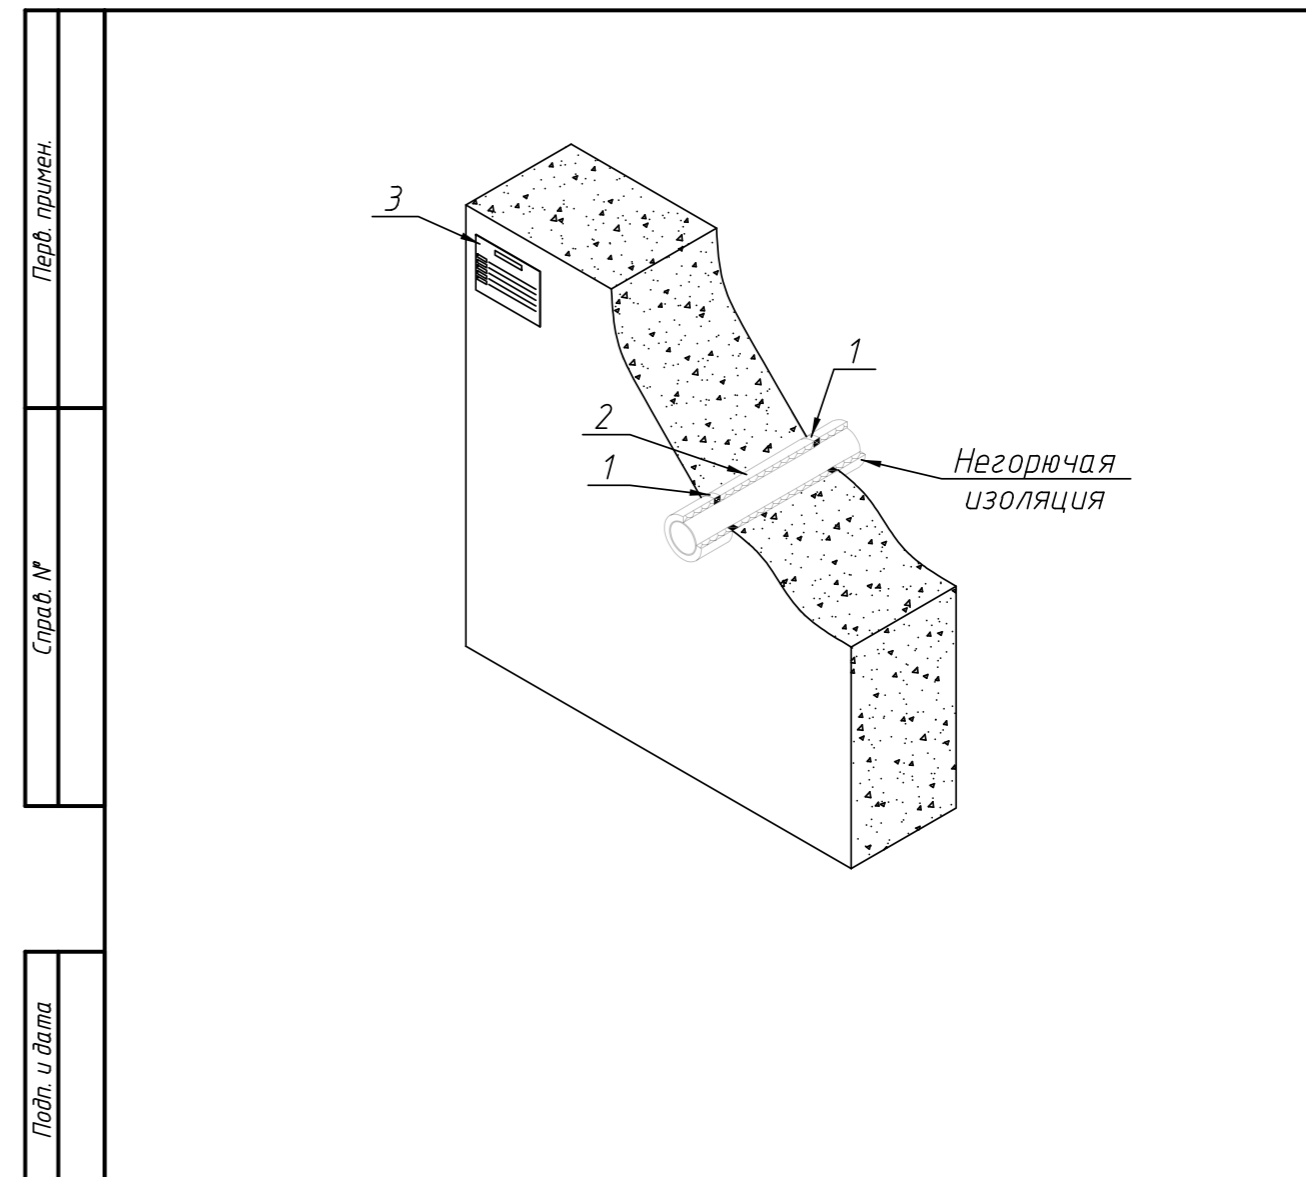 Перв. примен.
Справ. №
Подп. и дата
3
1
2
1
Негорючая
изоляция